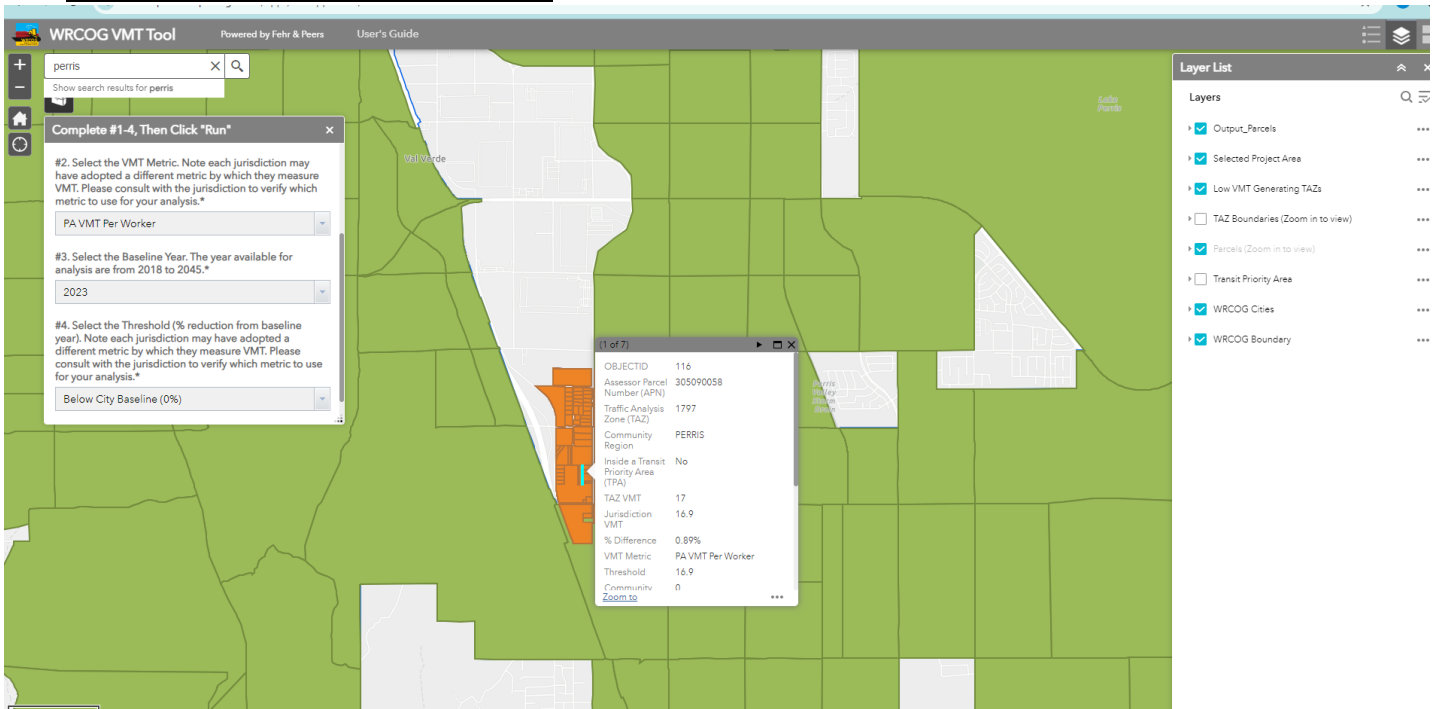 WRCOG VMT Tool
Powered by Fehr & Peers
User's Guide
perris
Show search results for perris
Complete #1-4, Then Click "Run"
#2. Select the VMT Metric. Note each jurisdiction may
have adopted a different metric by which they measure
VMT. Please consult with the jurisdiction to verify which
metric to use for your analysis.*
PA VMT Per Worker
#3. Select the Baseline Year. The year available for
analysis are from 2018 to 2045.*
2023
#4. Select the Threshold (% reduction from baseline
year). Note each jurisdiction may have adopted a
different metric by which they measure VMT. Please
consult with the jurisdiction to verify which metric to use
for your analysis.*
Below City Baseline (0%)
Val Verde
Lake
Perris
Perris
Valley
Storm
Drain
(1 of 7)
OBJECTID 116
Assessor Parcel 305090058
Number (APN)
Traffic Analysis 1797
Zone (TAZ)
Community PERRIS
Region
Inside a Transit No
Priority Area
(TPA)
TAZ VMT 17
Jurisdiction 16.9
VMT
% Difference 0.89%
VMT Metric PA VMT Per Worker
Threshold 16.9
Community 0
Zoom to
Layer List
Layers
Output_Parcels
Selected Project Area
Low VMT Generating TAZs
TAZ Boundaries (Zoom in to view)
Parcels (Zoom in to view)
Transit Priority Area
WRCOG Cities
WRCOG Boundary